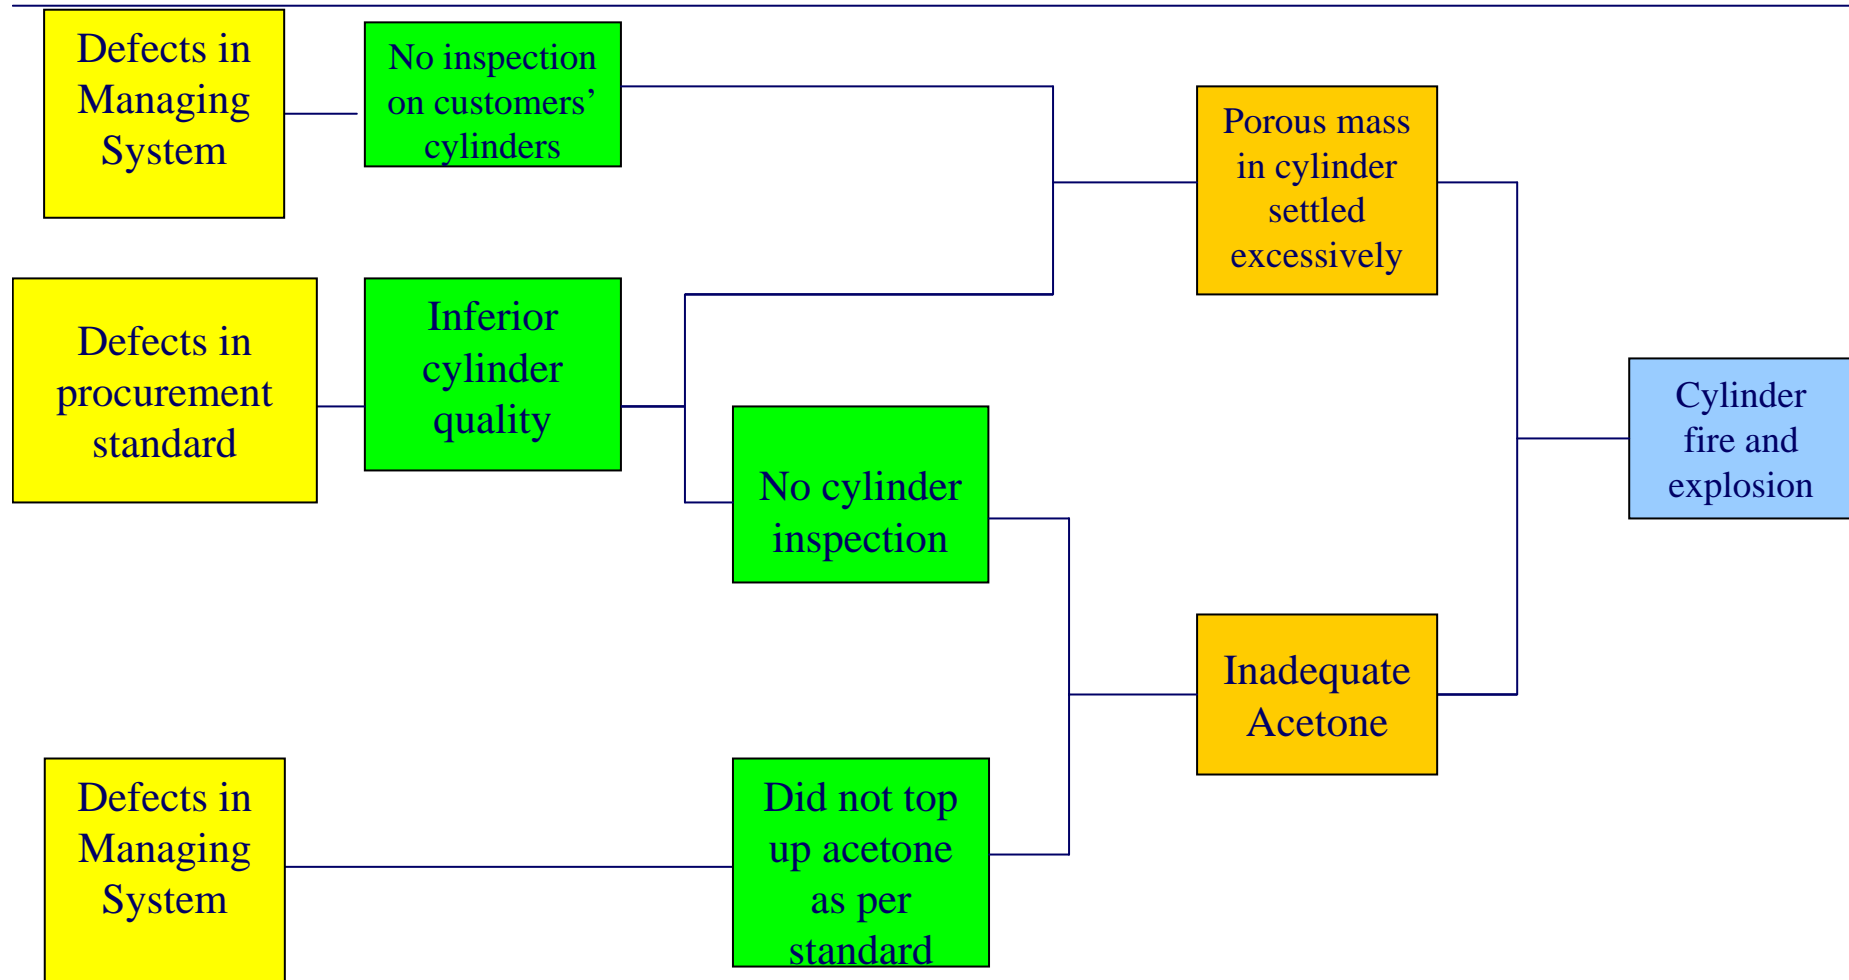 Defects in
Managing
System
No inspection
on customers’
cylinders
Porous mass
in cylinder
settled
excessively
Defects in
procurement
standard
Inferior
cylinder
quality
No cylinder
inspection
Cylinder
fire and
explosion
Inadequate
Acetone
Defects in
Managing
System
Did not top
up acetone
as per
standard